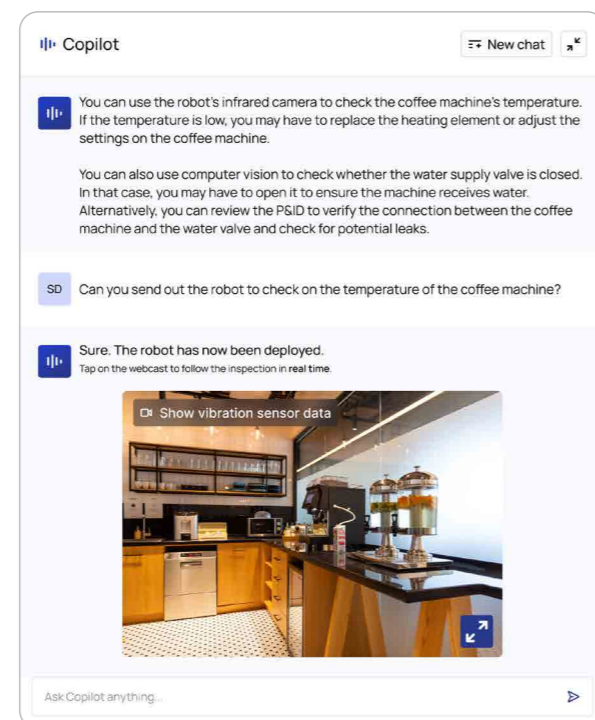 Copilot
New chat
You can use the robot's infrared camera to check the coffee machine's temperature.
If the temperature is low, you may have to replace the heating element or adjust the
settings on the coffee machine.
You can also use computer vision to check whether the water supply valve is closed.
In that case, you may have to open it to ensure the machine receives water.
Alternatively, you can review the P&ID to verify the connection between the coffee
machine and the water valve and check for potential leaks.
SD
Can you send out the robot to check on the temperature of the coffee machine?
Sure. The robot has now been deployed.
Tap on the webcast to follow the inspection in real time.
Show vibration sensor data
Ask Copilot anything...